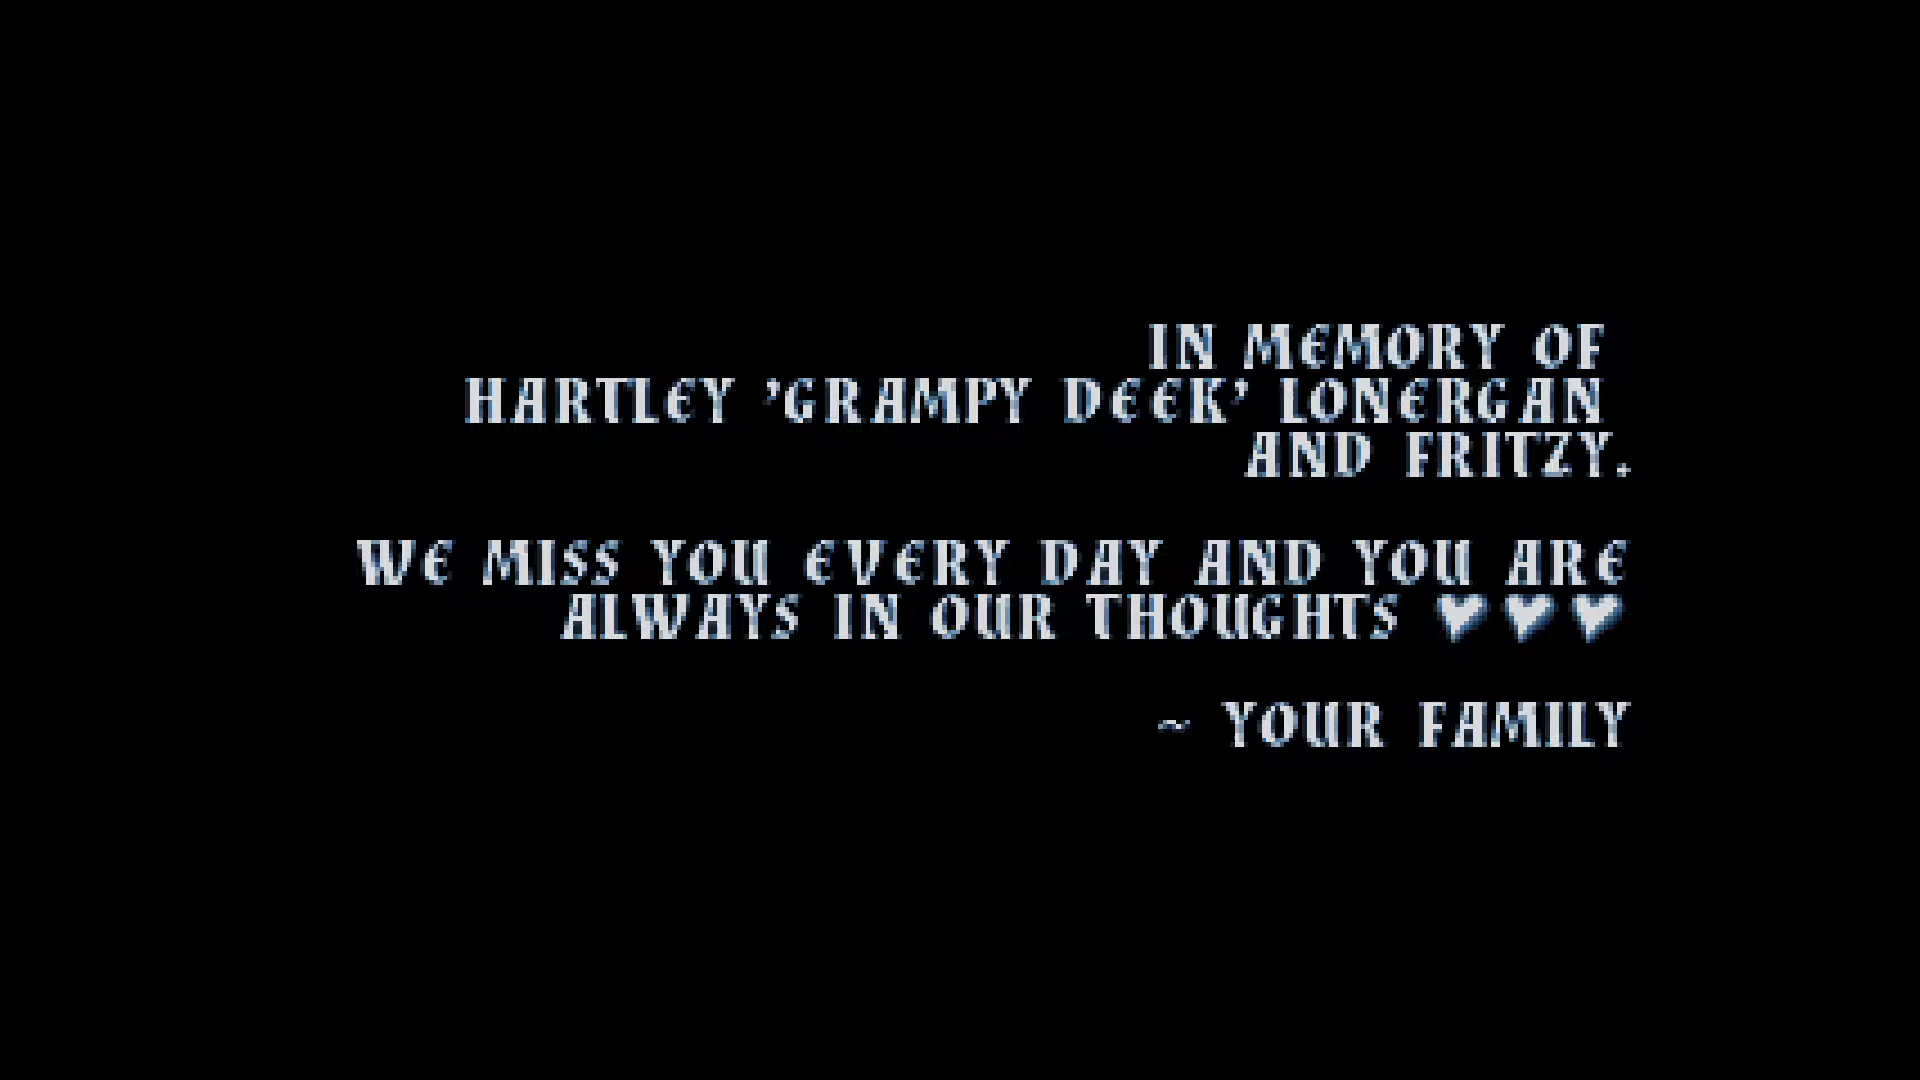 IN MEMORY OF
HARTLEY 'GRAMPY DEEK' LONERGAN
AND FRITZY.
WE MISS YOU EVERY DAY AND YOU ARE
ALWAYS IN OUR THOUGHTS ♥♥♥
~ YOUR FAMILY